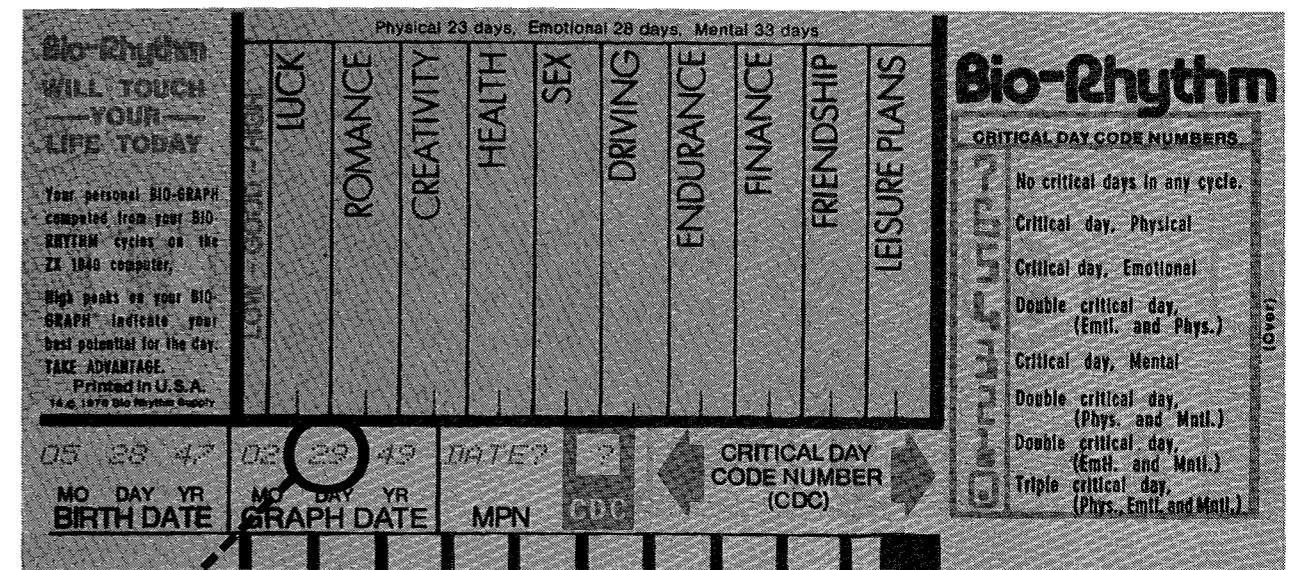 Physical 23 days, Emotional 28 days, Mental 33 days
Bio-Rhythm
WILL TOUCH
YOUR
LIFE TODAY
Your personal BIO-GRAPH
computed from your BIO
RHYTHM cycles on the
ZX 1040 computer,
High peaks on your BIO-
GRAPH indicate your
best potential for the day.
TAKE ADVANTAGE.
Printed in U.S.A.
Bio Rhythm Supply
LOW - GOOD - HIGH
LUCK
ROMANCE
CREATIVITY
HEALTH
SEX
DRIVING
ENDURANCE
FINANCE
FRIENDSHIP
LEISURE PLANS
05 28 47
MO DAY YR
BIRTH DATE
02 29 49
MO DAY YR
GRAPH DATE
DATE?
MPN
?
CDC
CRITICAL DAY
CODE NUMBER
(CDC)
Bio-Rhythm
CRITICAL DAY CODE NUMBERS
No critical days in any cycle.
Critical day, Physical
Critical day, Emotional
Double critical day,
(Emtl. and Phys.)
Critical day, Mental
Double critical day,
(Phys. and Mntl.)
Double critical day,
(Emtl. and Mntl.)
Triple critical day,
(Phys., Emtl. and Mntl.)
(Over)